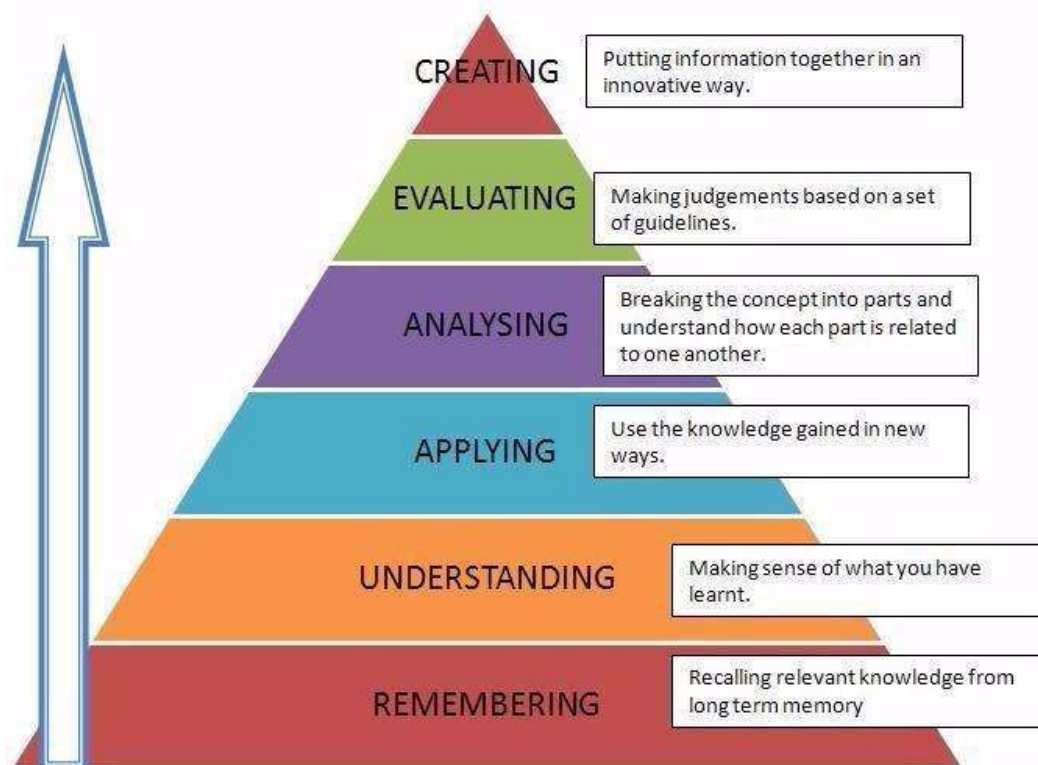 CREATING
Putting information together in an
innovative way.
EVALUATING
Making judgements based on a set
of guidelines.
ANALYSING
Breaking the concept into parts and
understand how each part is related
to one another.
APPLYING
Use the knowledge gained in new
ways.
UNDERSTANDING
Making sense of what you have
learnt.
REMEMBERING
Recalling relevant knowledge from
long term memory